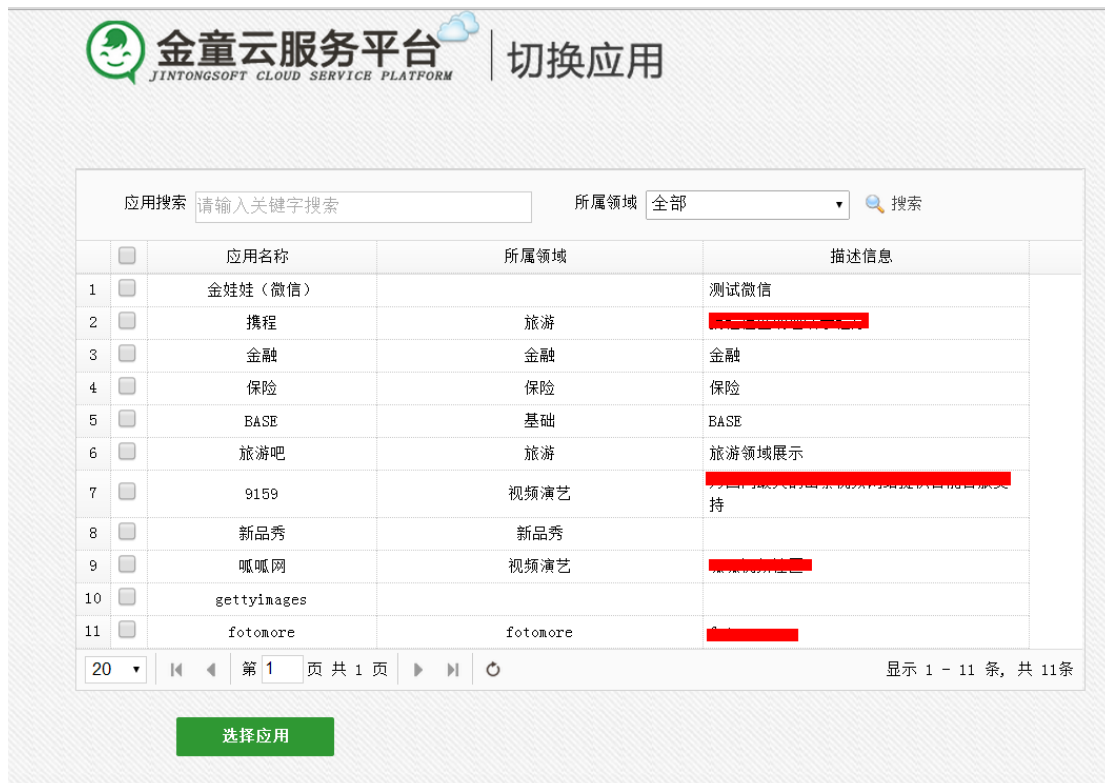 金童云服务平台 切换应用
JINTONGSOFT CLOUD SERVICE PLATFORM
应用搜索 请输入关键字搜索 所属领域 全部 搜索
应用名称 所属领域 描述信息
1 金娃娃（微信） 测试微信
2 携程 旅游
3 金融 金融 金融
4 保险 保险 保险
5 BASE 基础 BASE
6 旅游吧 旅游 旅游领域展示
7 9159 视频演艺
持
8 新品秀 新品秀
9 呱呱网 视频演艺
10 gettyimages
11 fotomore fotomore
20 第 1 页 共 1 页 显示 1 - 11 条, 共 11条
选择应用